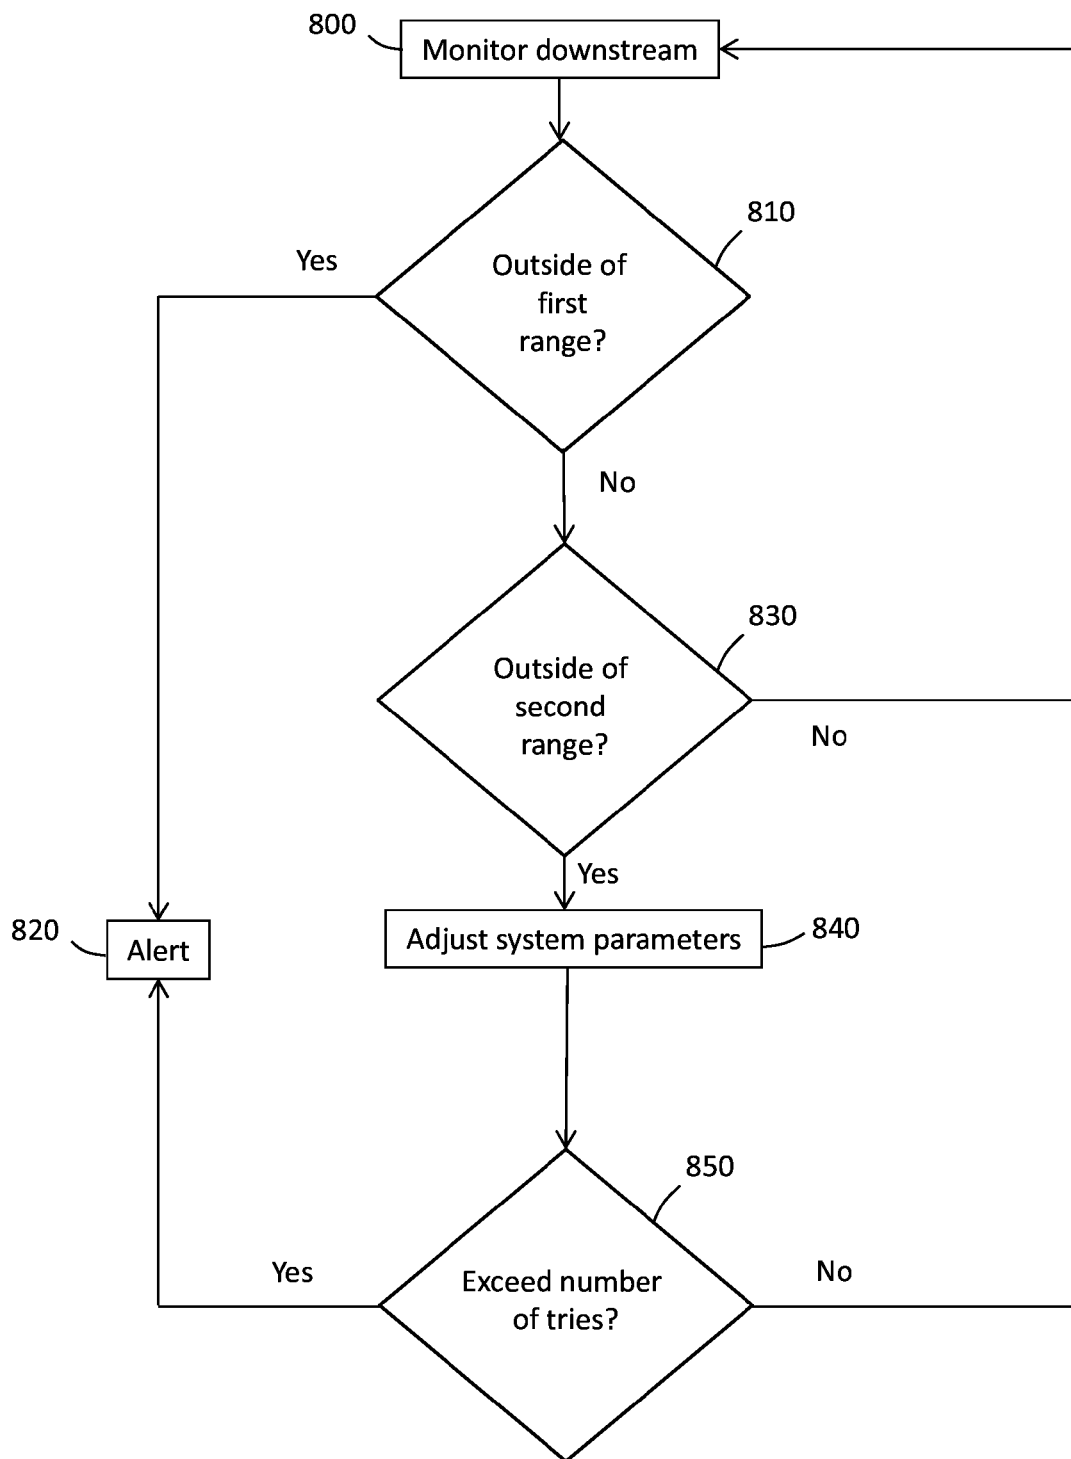 800
Monitor downstream
810
Yes
Outside of
first
range?
No
830
Outside of
second
range?
No
Yes
820
Alert
Adjust system parameters
840
850
Yes
Exceed number
of tries?
No